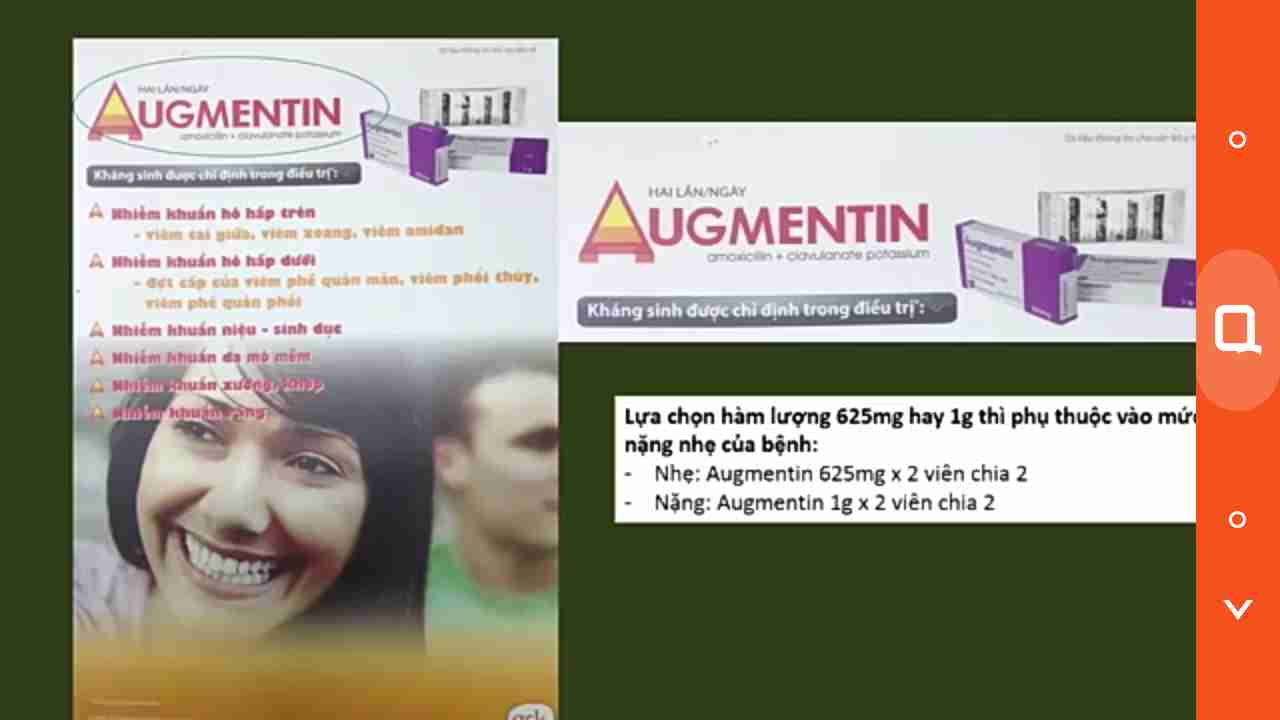 HAI LẦN/NGÀY
AUGMENTIN
amoxicillin + clavulanate potassium
Kháng sinh được chỉ định trong điều trị:
Nhiễm khuẩn hô hấp trên
- viêm tai giữa, viêm xoang, viêm amidan
Nhiễm khuẩn hô hấp dưới
- đợt cấp của viêm phế quản mãn, viêm phổi thùy,
viêm phế quản phổi
Nhiễm khuẩn niệu - sinh dục
Nhiễm khuẩn da mô mềm
Nhiễm khuẩn xương, khớp
Nhiễm khuẩn răng
gsk
HAI LẦN/NGÀY
AUGMENTIN
amoxicillin + clavulanate potassium
Augmentin
Kháng sinh được chỉ định trong điều trị:
Lựa chọn hàm lượng 625mg hay 1g thì phụ thuộc vào
nặng nhẹ của bệnh:
- Nhẹ: Augmentin 625mg x 2 viên chia 2
- Nặng: Augmentin 1g x 2 viên chia 2